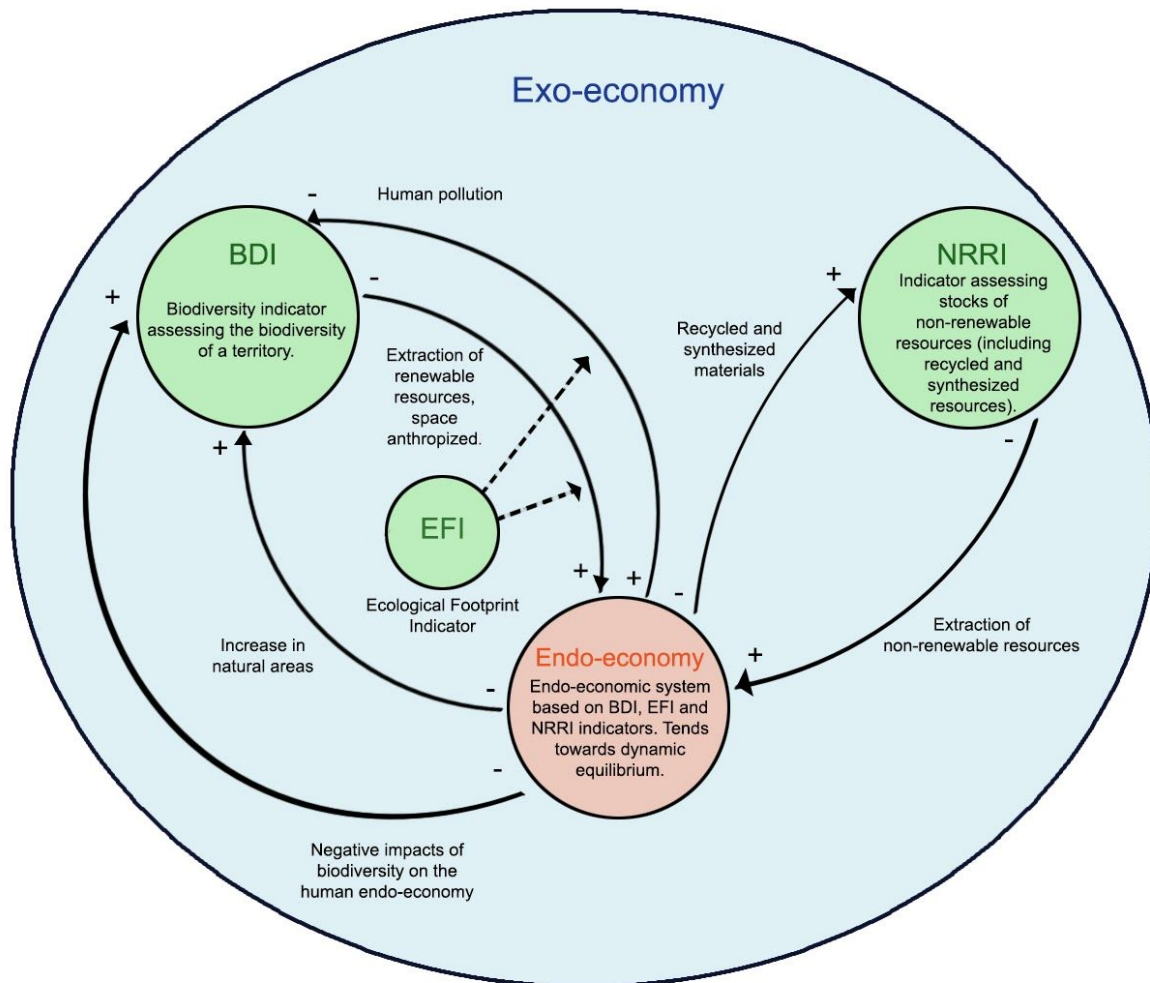 Exo-economy
-
Human pollution
BDI
Biodiversity indicator
assessing the biodiversity
of a territory.
+
-
+
Extraction of
renewable
resources,
space
anthropized.
Recycled and
synthesized
materials
+
NRRI
Indicator assessing
stocks of
non-renewable
resources (including
recycled and
synthesized
resources).
-
EFI
Ecological Footprint
Indicator
+
+
-
Increase in
natural areas
Extraction of
non-renewable resources
+
-
Endo-economy
Endo-economic system
based on BDI, EFI and
NRRI indicators. Tends
towards dynamic
equilibrium.
-
Negative impacts of
biodiversity on the
human endo-economy